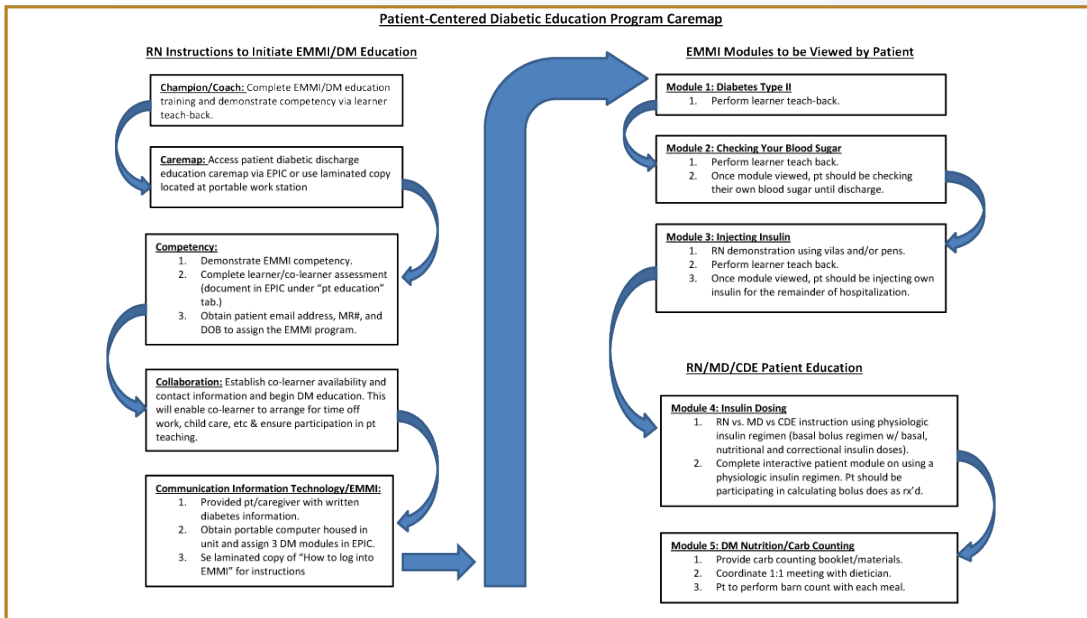 Patient-Centered Diabetic Education Program Caremap
RN Instructions to Initiate EMMI/DM Education
Champion/Coach: Complete EMMI/DM education
training and demonstrate competency via learner
teach-back.
Caremap: Access patient diabetic discharge
education caremap via EPIC or use laminated copy
located at portable work station
Competency:
1. Demonstrate EMMI competency.
2. Complete learner/co-learner assessment
(document in EPIC under "pt education"
tab.)
3. Obtain patient email address, MR#, and
DOB to assign the EMMI program.
Collaboration: Establish co-learner availability and
contact information and begin DM education. This
will enable co-learner to arrange for time off
work, child care, etc & ensure participation in pt
teaching.
Communication Information Technology/EMMI:
1. Provided pt/caregiver with written
diabetes information.
2. Obtain portable computer housed in
unit and assign 3 DM modules in EPIC.
3. Se laminated copy of "How to log into
EMMI" for instructions
EMMI Modules to be Viewed by Patient
Module 1: Diabetes Type II
1. Perform learner teach-back.
Module 2: Checking Your Blood Sugar
1. Perform learner teach back.
2. Once module viewed, pt should be checking
their own blood sugar until discharge.
Module 3: Injecting Insulin
1. RN demonstration using vilas and/or pens.
2. Perform learner teach back.
3. Once module viewed, pt should be injecting own
insulin for the remainder of hospitalization.
RN/MD/CDE Patient Education
Module 4: Insulin Dosing
1. RN vs. MD vs CDE instruction using physiologic
insulin regimen (basal bolus regimen w/ basal,
nutritional and correctional insulin doses).
2. Complete interactive patient module on using a
physiologic insulin regimen. Pt should be
participating in calculating bolus does as rx'd.
Module 5: DM Nutrition/Carb Counting
1. Provide carb counting booklet/materials.
2. Coordinate 1:1 meeting with dietician.
3. Pt to perform barn count with each meal.